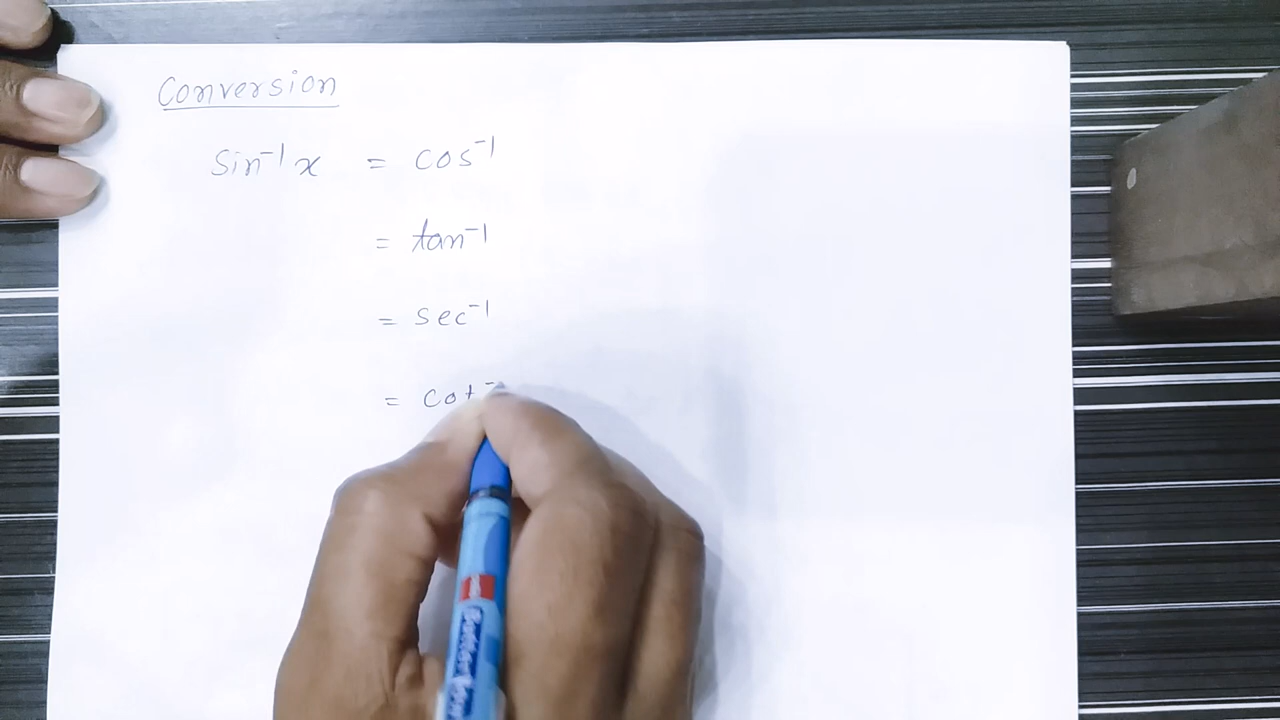 Conversion
sin⁻¹x = cos⁻¹
= tan⁻¹
= sec⁻¹
= cot⁻